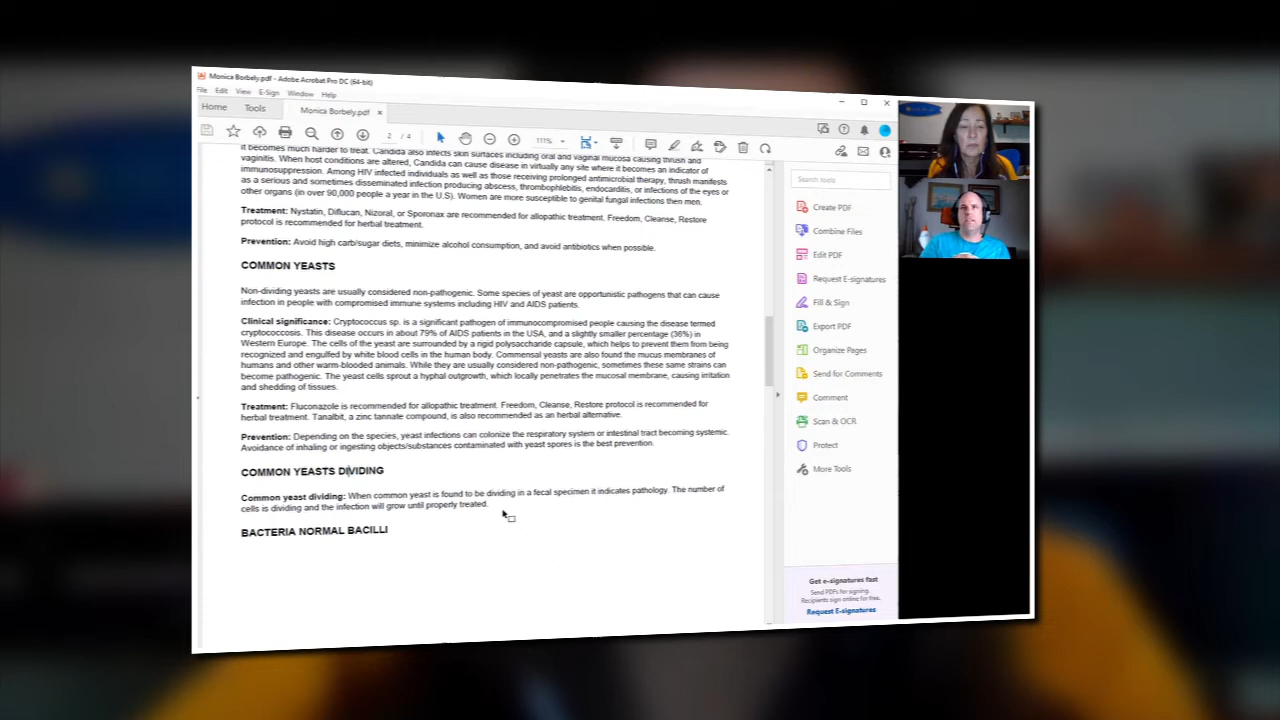 Monica Borbely.pdf - Adobe Acrobat Pro DC (64-bit)
File Edit View E-Sign Window Help
Home Tools Monica Borbely.pdf ×
2 / 4 111%
it becomes much harder to treat. Candida also infects skin surfaces including oral and vaginal mucosa causing thrush and
vaginitis. When host conditions are altered, Candida can cause disease in virtually any site where it becomes an indicator of
immunosuppression. Among HIV infected individuals as well as those receiving prolonged antimicrobial therapy, thrush manifests
as a serious and sometimes disseminated infection producing abscess, thrombophlebitis, endocarditis, or infections of the eyes or
other organs (in over 90,000 people a year in the U.S). Women are more susceptible to genital fungal infections then men.
Treatment: Nystatin, Diflucan, Nizoral, or Sporonax are recommended for allopathic treatment. Freedom, Cleanse, Restore
protocol is recommended for herbal treatment.
Prevention: Avoid high carb/sugar diets, minimize alcohol consumption, and avoid antibiotics when possible.
COMMON YEASTS
Non-dividing yeasts are usually considered non-pathogenic. Some species of yeast are opportunistic pathogens that can cause
infection in people with compromised immune systems including HIV and AIDS patients.
Clinical significance: Cryptococcus sp. is a significant pathogen of immunocompromised people causing the disease termed
cryptococcosis. This disease occurs in about 79% of AIDS patients in the USA, and a slightly smaller percentage (36%) in
Western Europe. The cells of the yeast are surrounded by a rigid polysaccharide capsule, which helps to prevent them from being
recognized and engulfed by white blood cells in the human body. Commensal yeasts are also found the mucus membranes of
humans and other warm-blooded animals. While they are usually considered non-pathogenic, sometimes these same strains can
become pathogenic. The yeast cells sprout a hyphal outgrowth, which locally penetrates the mucosal membrane, causing irritation
and shedding of tissues.
Treatment: Fluconazole is recommended for allopathic treatment. Freedom, Cleanse, Restore protocol is recommended for
herbal treatment. Tanalbit, a zinc tannate compound, is also recommended as an herbal alternative.
Prevention: Depending on the species, yeast infections can colonize the respiratory system or intestinal tract becoming systemic.
Avoidance of inhaling or ingesting objects/substances contaminated with yeast spores is the best prevention.
COMMON YEASTS DIVIDING
Common yeast dividing: When common yeast is found to be dividing in a fecal specimen it indicates pathology. The number of
cells is dividing and the infection will grow until properly treated.
BACTERIA NORMAL BACILLI
Search tools
Create PDF
Combine Files
Edit PDF
Request E-signatures
Fill & Sign
Export PDF
Organize Pages
Send for Comments
Comment
Scan & OCR
Protect
More Tools
Get e-signatures fast
Send PDFs for signing.
Recipients sign online for free.
Request E-signatures